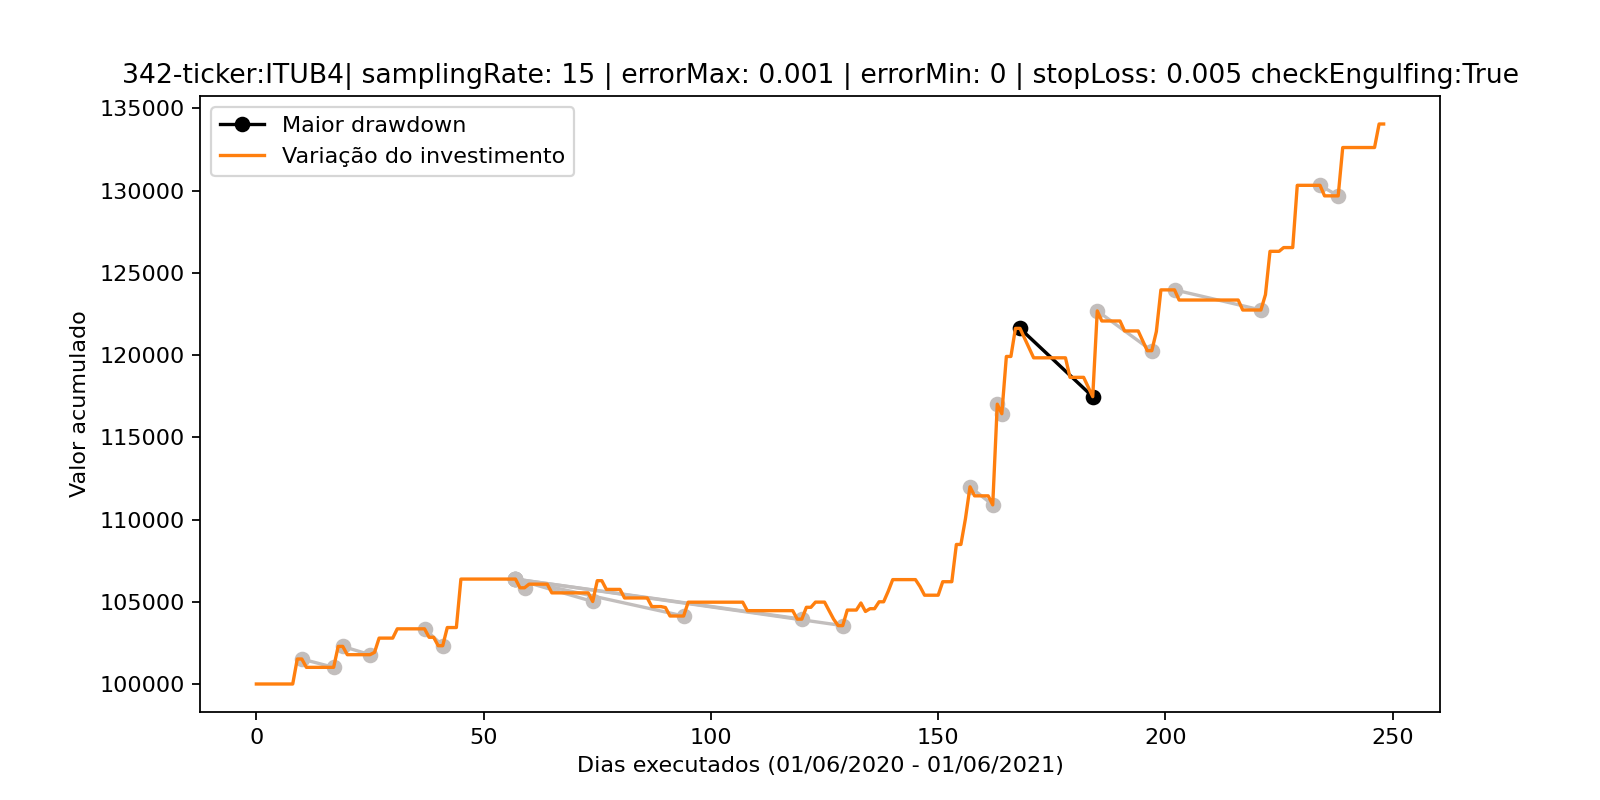 342-ticker:ITUB4| samplingRate: 15 | errorMax: 0.001 | errorMin: 0 | stopLoss: 0.005 checkEngulfing:True
Maior drawdown
Variação do investimento
135000
130000
125000
120000
115000
110000
105000
100000
Valor acumulado
0 50 100 150 200 250
Dias executados (01/06/2020 - 01/06/2021)